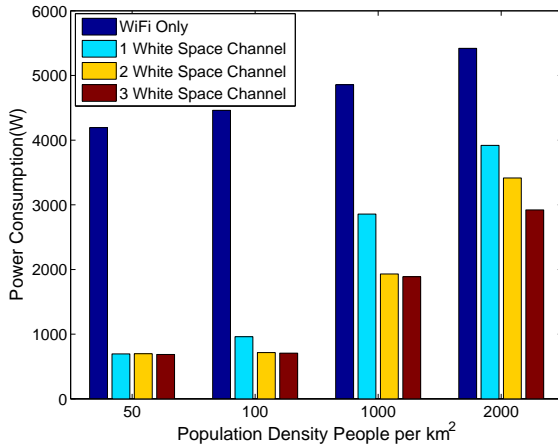 6000
5000
4000
3000
2000
1000
0
Power Consumption(W)
WiFi Only
1 White Space Channel
2 White Space Channel
3 White Space Channel
50 100 1000 2000
Population Density People per km²